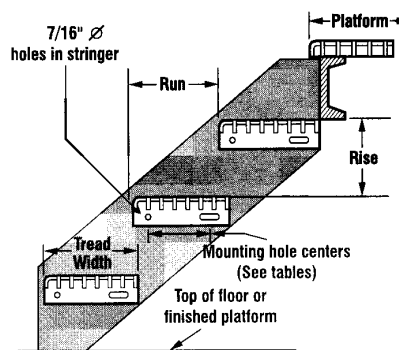 Platform
7/16" Ø
holes in stringer
Run
Rise
Tread
Width
Mounting hole centers
(See tables)
Top of floor or
finished platform